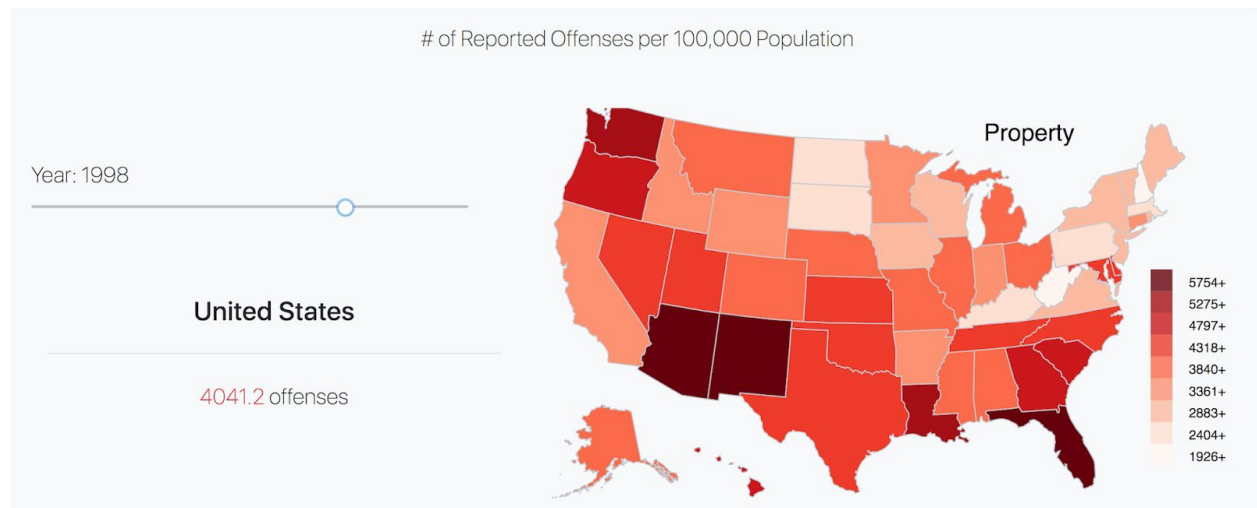 # of Reported Offenses per 100,000 Population
Property
Year: 1998
United States
4041.2 offenses
5754+
5275+
4797+
4318+
3840+
3361+
2883+
2404+
1926+